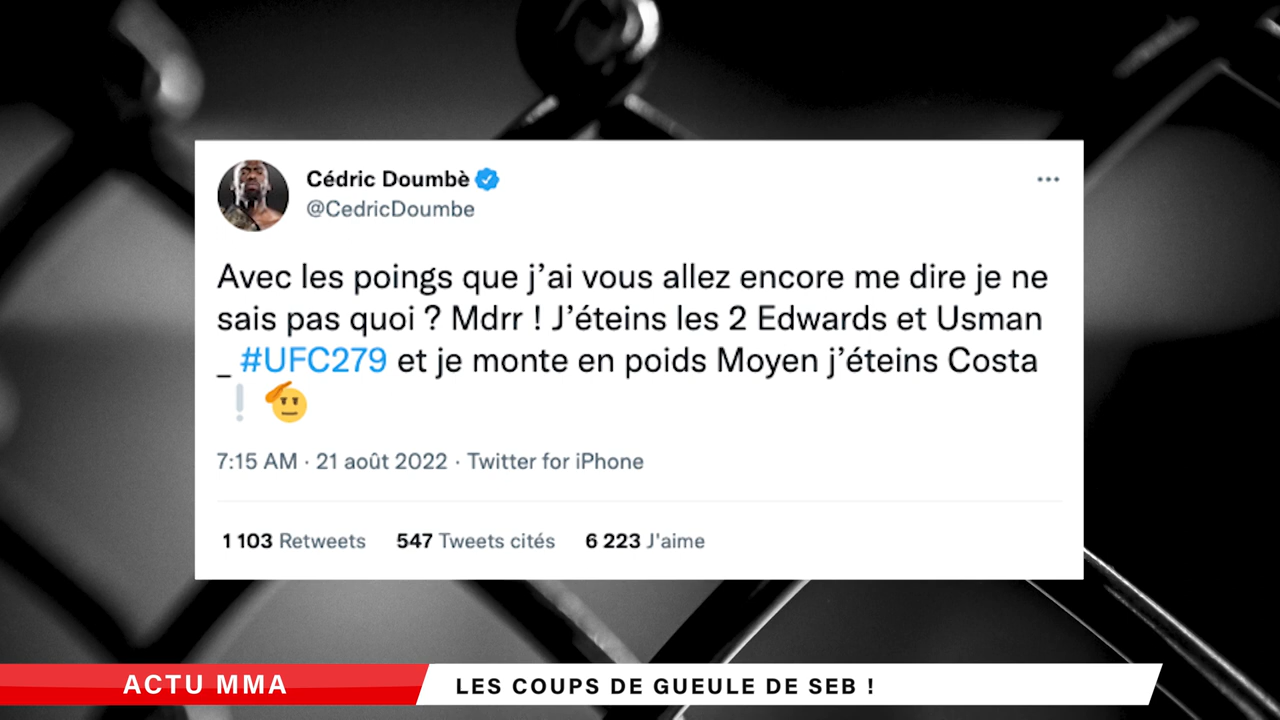 Cédric Doumbè
@CedricDoumbe
Avec les poings que j’ai vous allez encore me dire je ne
sais pas quoi ? Mdrr ! J’éteins les 2 Edwards et Usman
_ #UFC279 et je monte en poids Moyen j’éteins Costa
❕ 🫡
7:15 AM · 21 août 2022 · Twitter for iPhone
1 103 Retweets 547 Tweets cités 6 223 J'aime
ACTU MMA
LES COUPS DE GUEULE DE SEB !